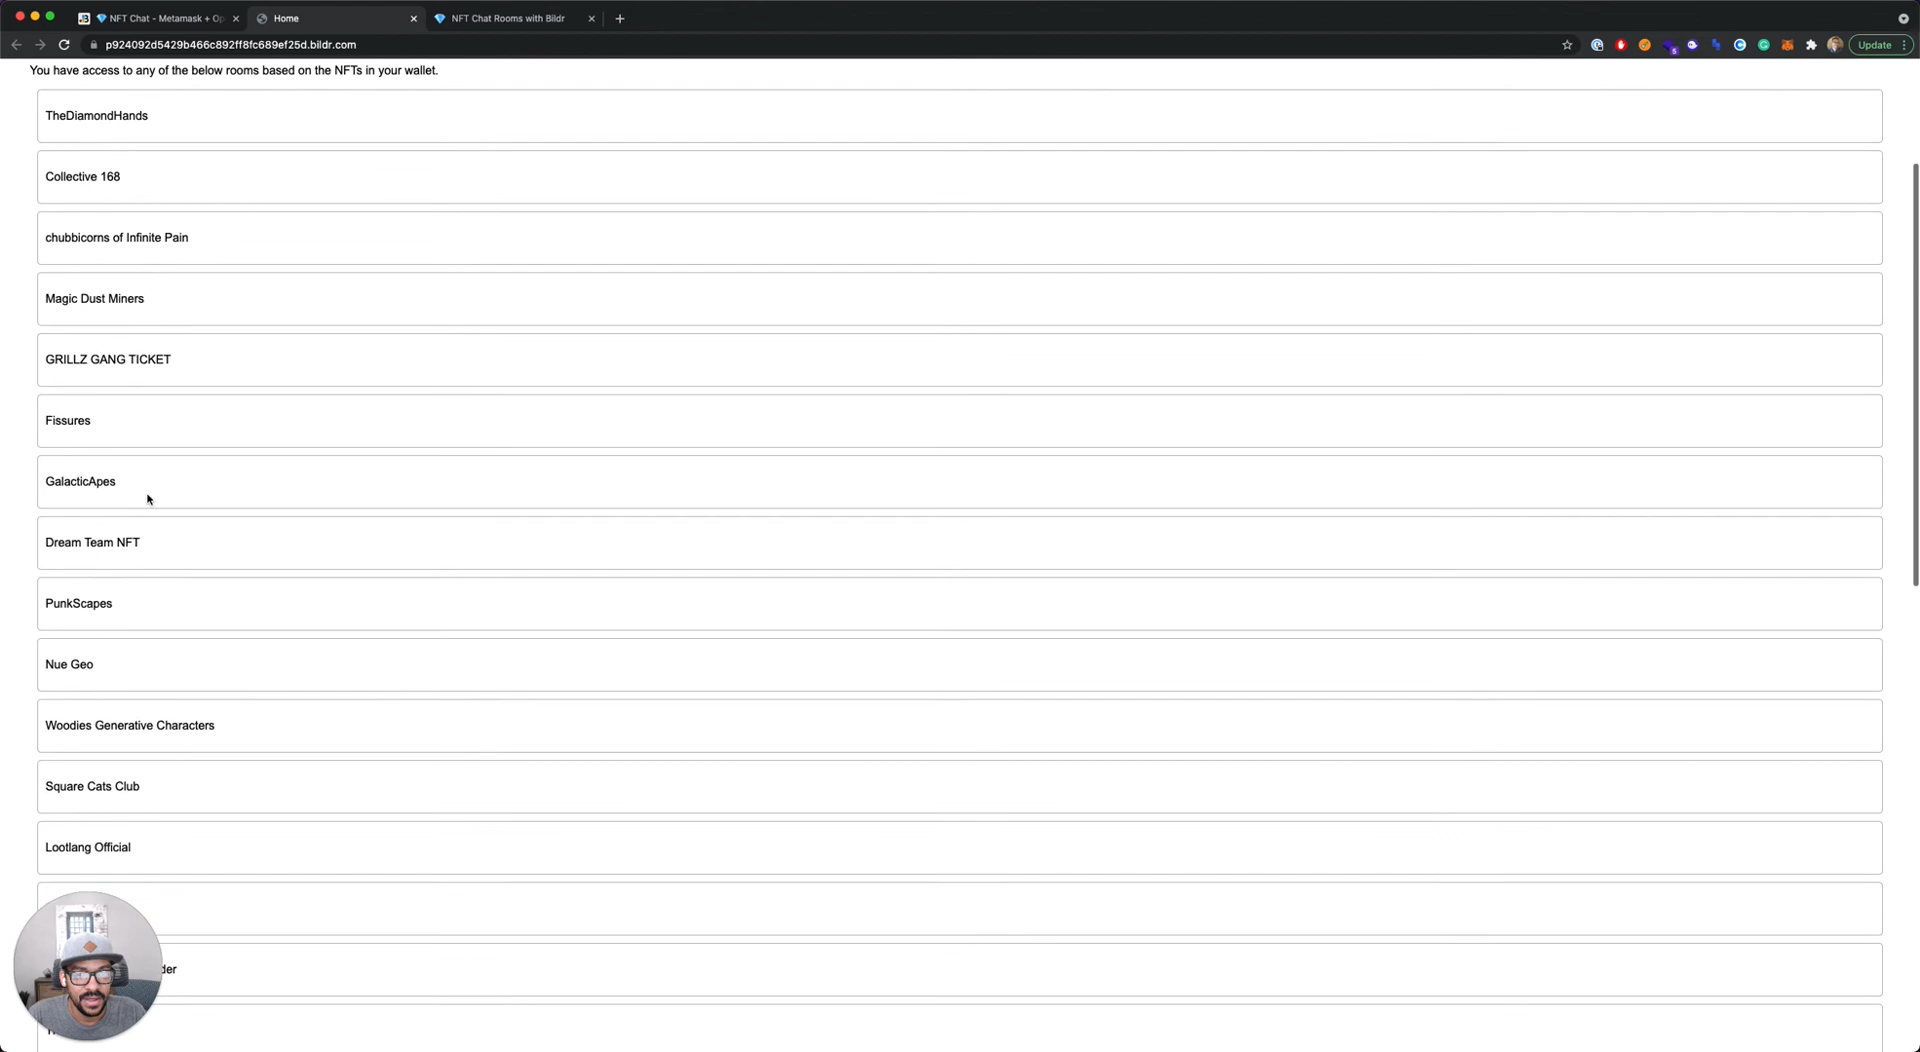 NFT Chat - Metamask + Op
Home
NFT Chat Rooms with Bildr
p924092d5429b466c892ff8fc689ef25d.bildr.com
Update
You have access to any of the below rooms based on the NFTs in your wallet.
TheDiamondHands
Collective 168
chubbicorns of Infinite Pain
Magic Dust Miners
GRILLZ GANG TICKET
Fissures
GalacticApes
Dream Team NFT
PunkScapes
Nue Geo
Woodies Generative Characters
Square Cats Club
Lootlang Official
der